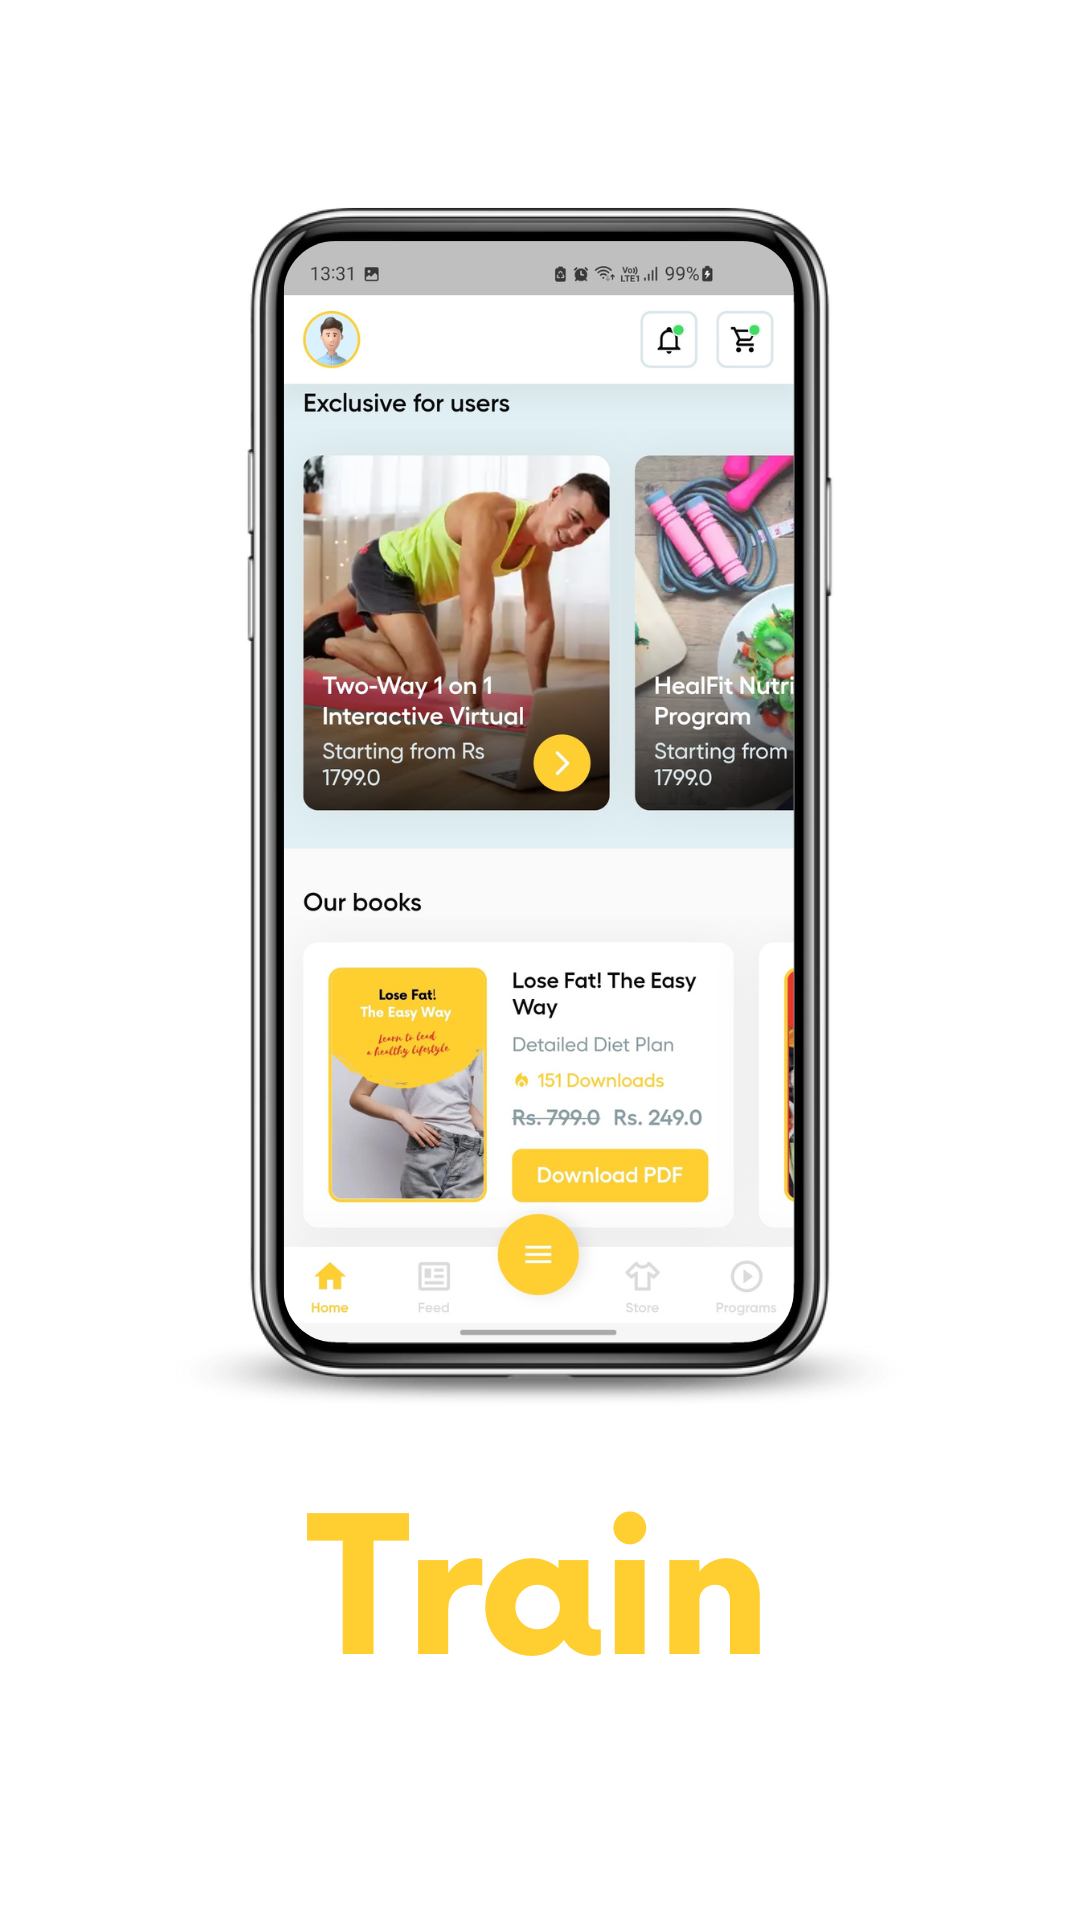 13:31
Vo))
LTE1
99%
Exclusive for users
Two-Way 1 on 1
Interactive Virtual
Starting from Rs
1799.0
HealFit Nutri
Program
Starting from
1799.0
Our books
Lose Fat!
The Easy Way
Learn to lead
a healthy lifestyle
Lose Fat! The Easy
Way
Detailed Diet Plan
151 Downloads
Rs. 799.0 Rs. 249.0
Download PDF
Home
Feed
Store
Programs
Train